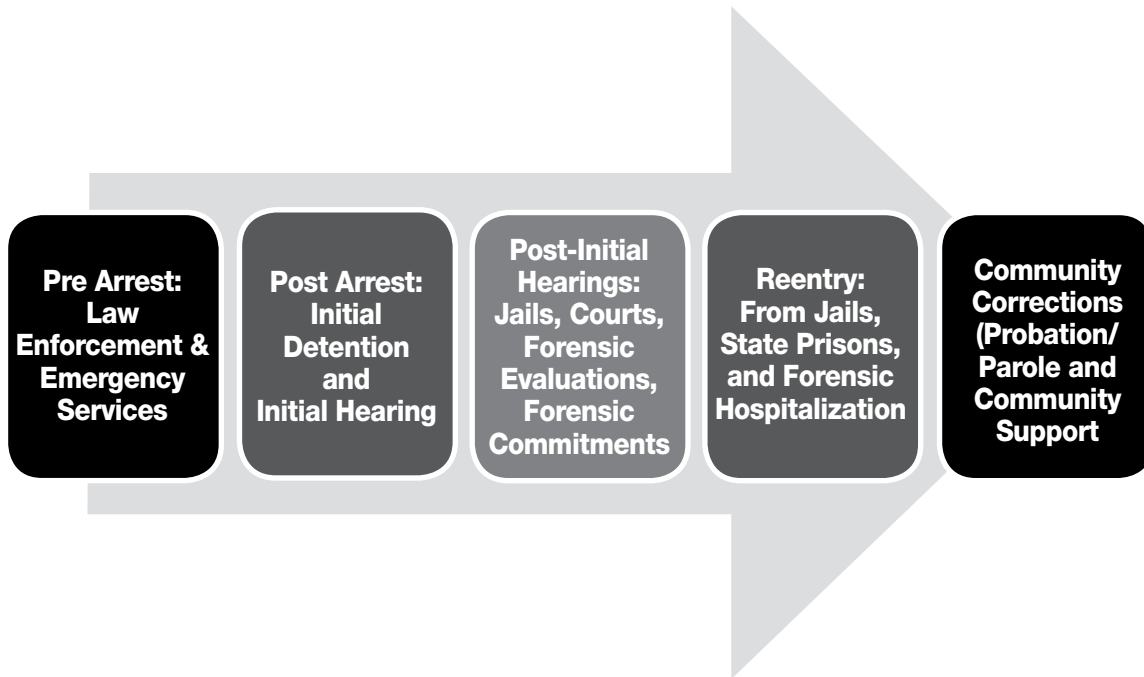 Pre Arrest:
Law
Enforcement &
Emergency
Services
Post Arrest:
Initial
Detention
and
Initial Hearing
Post-Initial
Hearings:
Jails, Courts,
Forensic
Evaluations,
Forensic
Commitments
Reentry:
From Jails,
State Prisons,
and Forensic
Hospitalization
Community
Corrections
(Probation/
Parole and
Community
Support